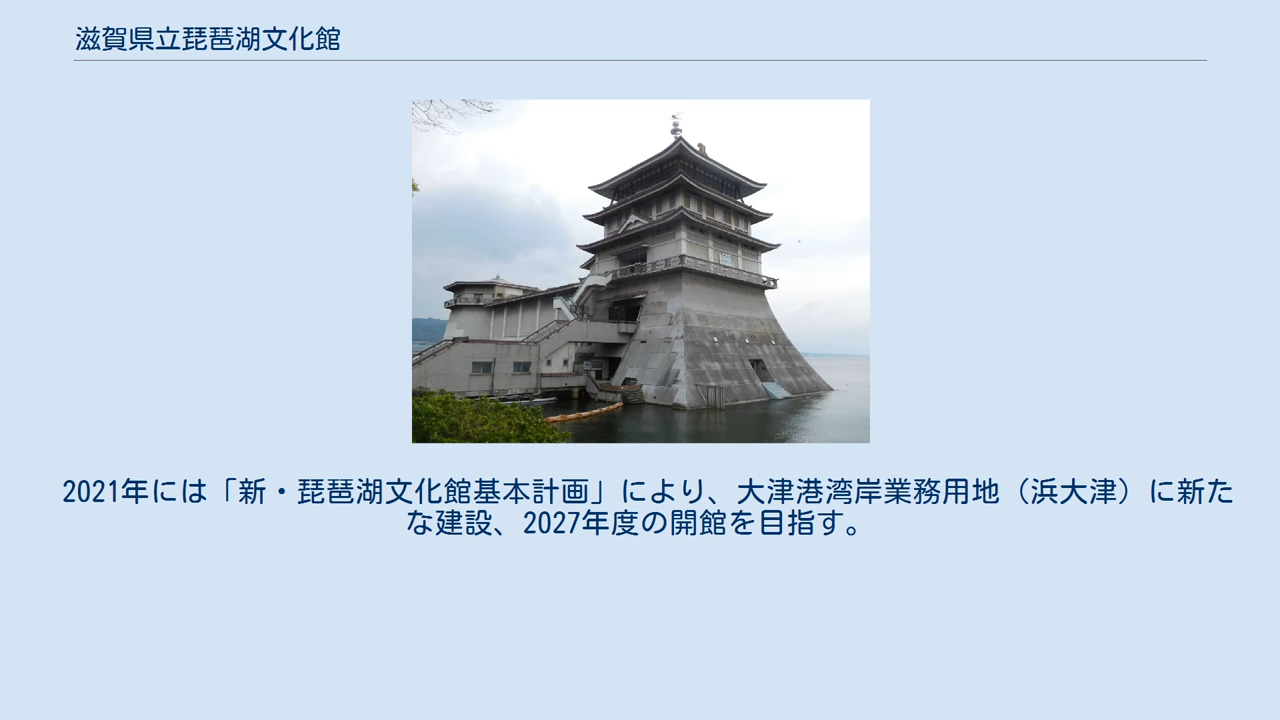 滋賀県立琵琶湖文化館
2021年には「新・琵琶湖文化館基本計画」により、大津港湾岸業務用地（浜大津）に新た
な建設、2027年度の開館を目指す。